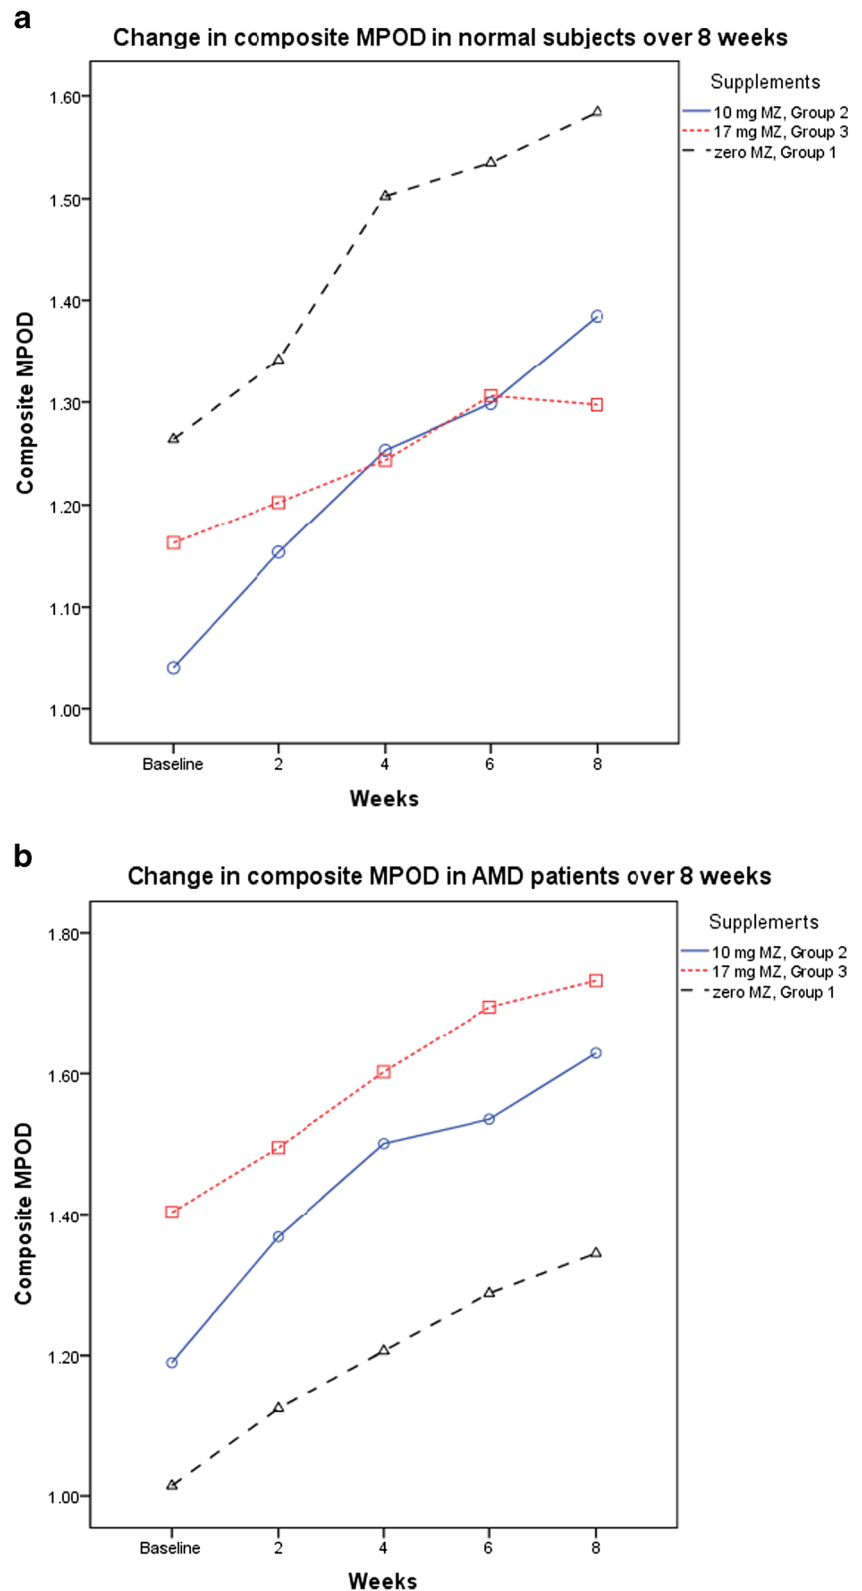 a
Change in composite MPOD in normal subjects over 8 weeks
Supplements
10 mg MZ, Group 2
17 mg MZ, Group 3
zero MZ, Group 1
1.60
1.50
1.40
1.30
1.20
1.10
1.00
Composite MPOD
Baseline 2 4 6 8
Weeks
b
Change in composite MPOD in AMD patients over 8 weeks
Supplements
10 mg MZ, Group 2
17 mg MZ, Group 3
zero MZ, Group 1
1.80
1.60
1.40
1.20
1.00
Composite MPOD
Baseline 2 4 6 8
Weeks